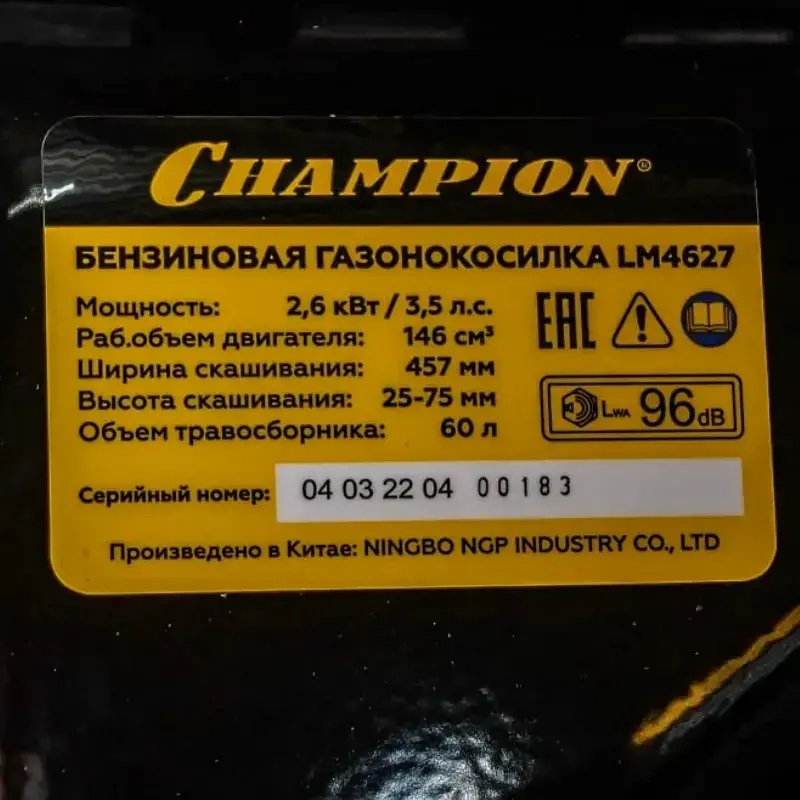 CHAMPION®
БЕНЗИНОВАЯ ГАЗОНОКОСИЛКА LM4627
Мощность: 2,6 кВт / 3,5 л.с.
Раб.объем двигателя: 146 см³
Ширина скашивания: 457 мм
Высота скашивания: 25-75 мм
Объем травосборника: 60 л
EAC
LWA 96 dB
Серийный номер: 04 03 22 04 00183
Произведено в Китае: NINGBO NGP INDUSTRY CO., LTD